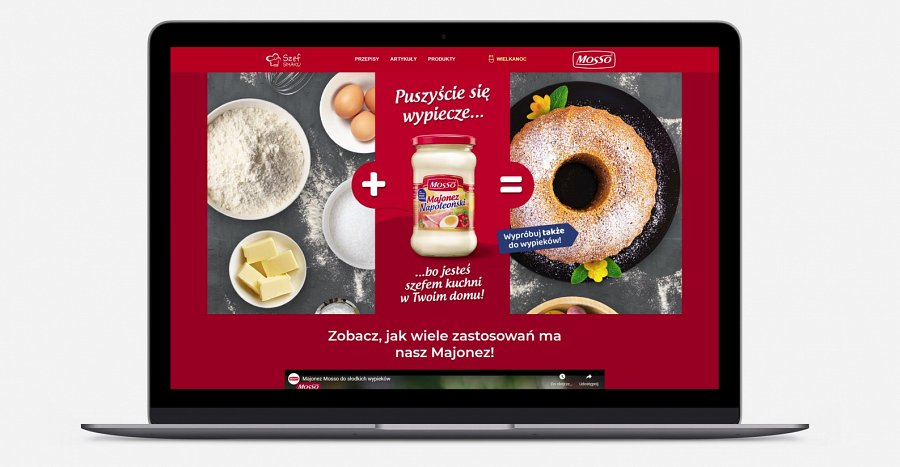 Szef
SMAKU
PRZEPISY ARTYKUŁY PRODUKTY WIELKANOC
MOSSO
Puszyście się
wypiecze...
MOSSO
Majonez
Napoleoński
Wypróbuj także
do wypieków!
...bo jesteś
szefem kuchni
w Twoim domu!
Zobacz, jak wiele zastosowań ma
nasz Majonez!
Majonez Mosso do słodkich wypieków
MOSSO
Udostępnij